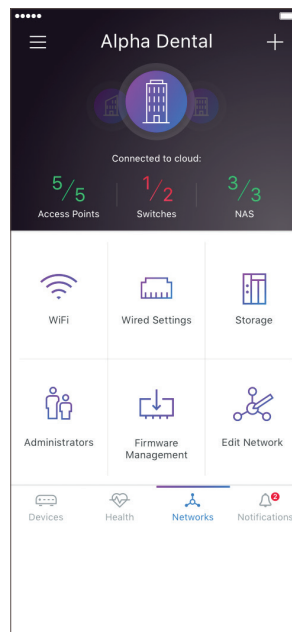 Alpha Dental
Connected to cloud:
5/5 1/2 3/3
Access Points Switches NAS
WiFi Wired Settings Storage
Administrators Firmware Management Edit Network
2
Devices Health Networks Notifications